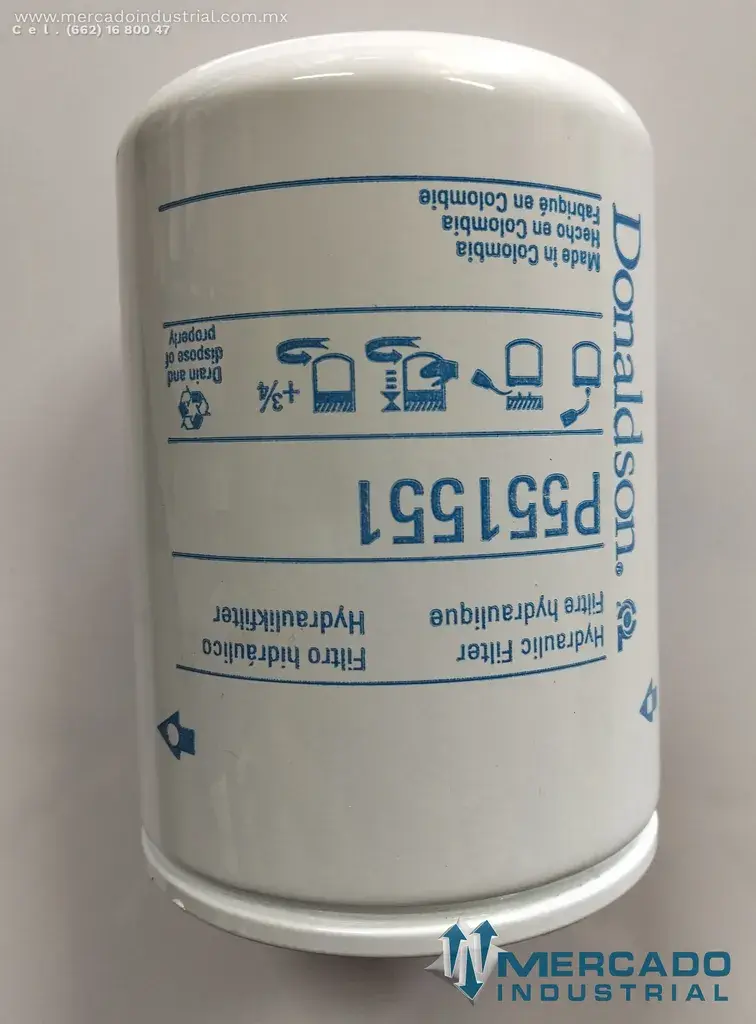 www.mercadoindustrial.com.mx
Cel. (662) 16 800 47
Donaldson®
Hydraulic Filter
Filtre hydraulique
Filtro hidráulico
Hydraulikfilter
P551551
+3/4
Drain and
dispose of
properly
Made in Colombia
Hecho en Colombia
Fabriqué en Colombie
MERCADO
INDUSTRIAL